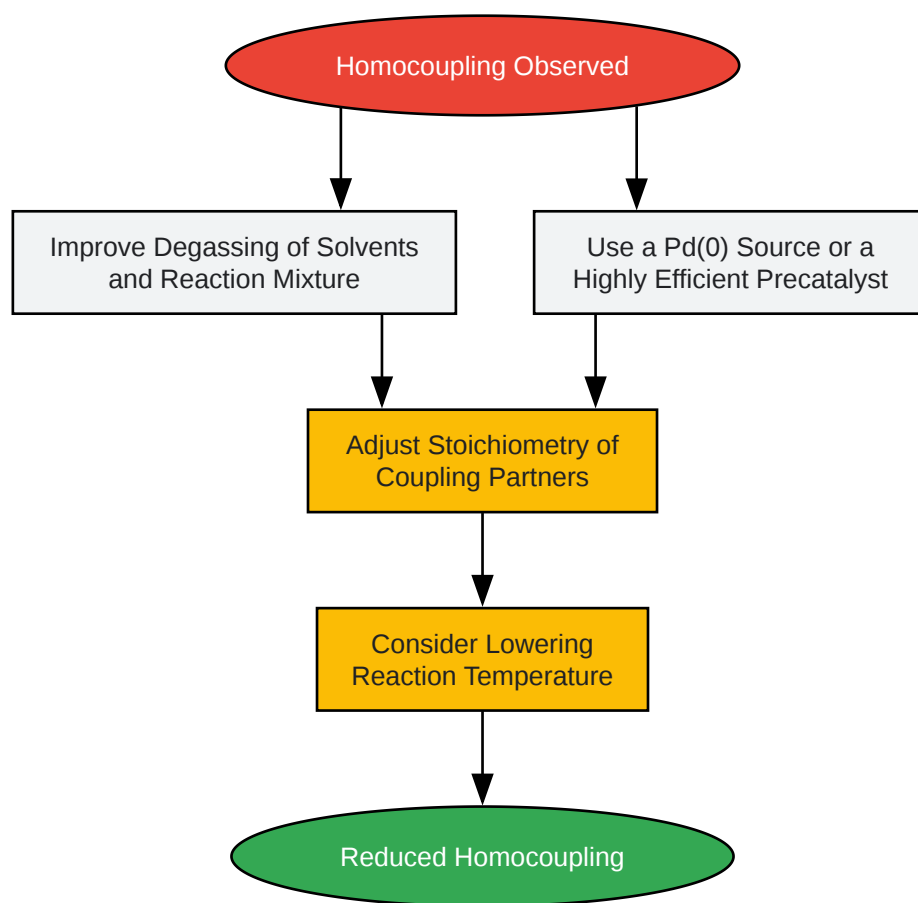 Homocoupling Observed
Improve Degassing of Solvents
and Reaction Mixture
Use a Pd(0) Source or a
Highly Efficient Precatalyst
Adjust Stoichiometry of
Coupling Partners
Consider Lowering
Reaction Temperature
Reduced Homocoupling